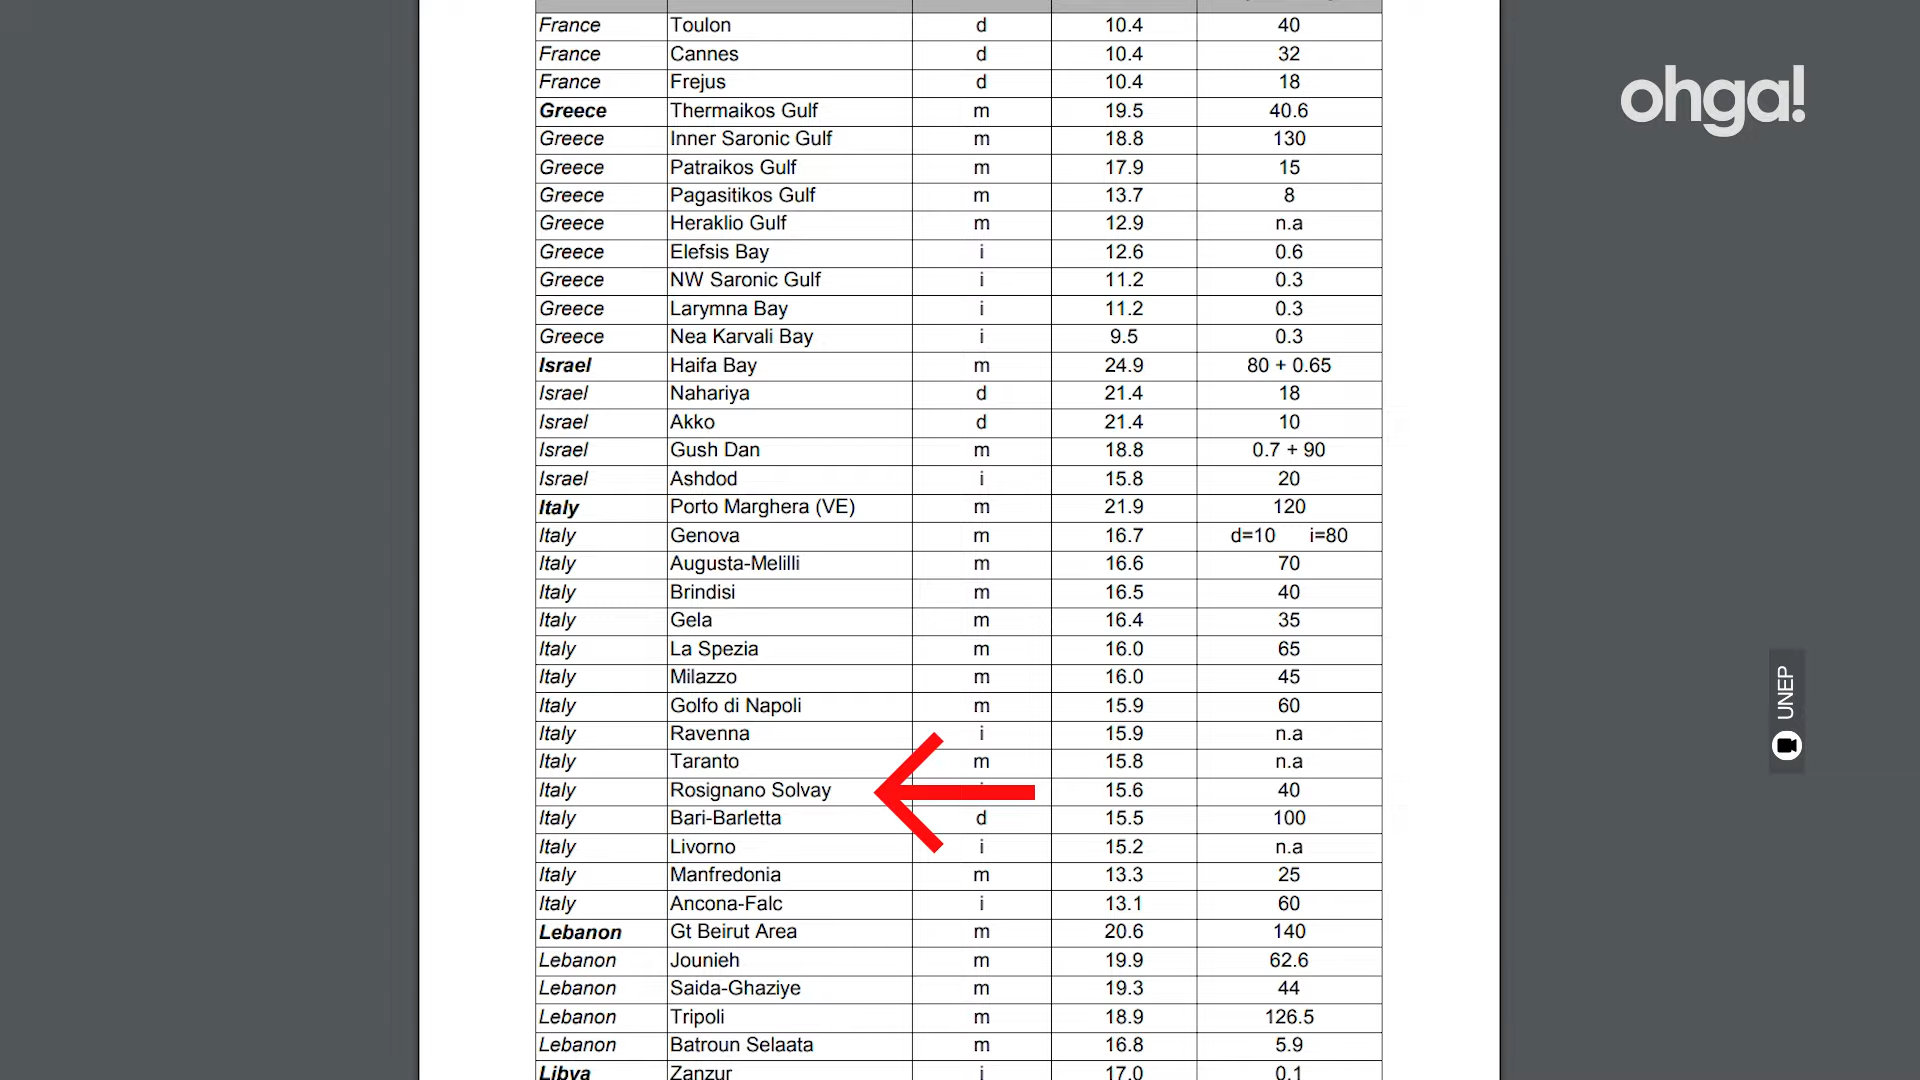 France Toulon d 10.4 40
France Cannes d 10.4 32
France Frejus d 10.4 18
Greece Thermaikos Gulf m 19.5 40.6
Greece Inner Saronic Gulf m 18.8 130
Greece Patraikos Gulf m 17.9 15
Greece Pagasitikos Gulf m 13.7 8
Greece Heraklio Gulf m 12.9 n.a
Greece Elefsis Bay i 12.6 0.6
Greece NW Saronic Gulf i 11.2 0.3
Greece Larymna Bay i 11.2 0.3
Greece Nea Karvali Bay i 9.5 0.3
Israel Haifa Bay m 24.9 80 + 0.65
Israel Nahariya d 21.4 18
Israel Akko d 21.4 10
Israel Gush Dan m 18.8 0.7 + 90
Israel Ashdod i 15.8 20
Italy Porto Marghera (VE) m 21.9 120
Italy Genova m 16.7 d=10 i=80
Italy Augusta-Melilli m 16.6 70
Italy Brindisi m 16.5 40
Italy Gela m 16.4 35
Italy La Spezia m 16.0 65
Italy Milazzo m 16.0 45
Italy Golfo di Napoli m 15.9 60
Italy Ravenna i 15.9 n.a
Italy Taranto m 15.8 n.a
Italy Rosignano Solvay 15.6 40
Italy Bari-Barletta d 15.5 100
Italy Livorno i 15.2 n.a
Italy Manfredonia m 13.3 25
Italy Ancona-Falc i 13.1 60
Lebanon Gt Beirut Area m 20.6 140
Lebanon Jounieh m 19.9 62.6
Lebanon Saida-Ghaziye m 19.3 44
Lebanon Tripoli m 18.9 126.5
Lebanon Batroun Selaata m 16.8 5.9
Libya Zanzur i 17.0 0.1
ohga!
UNEP